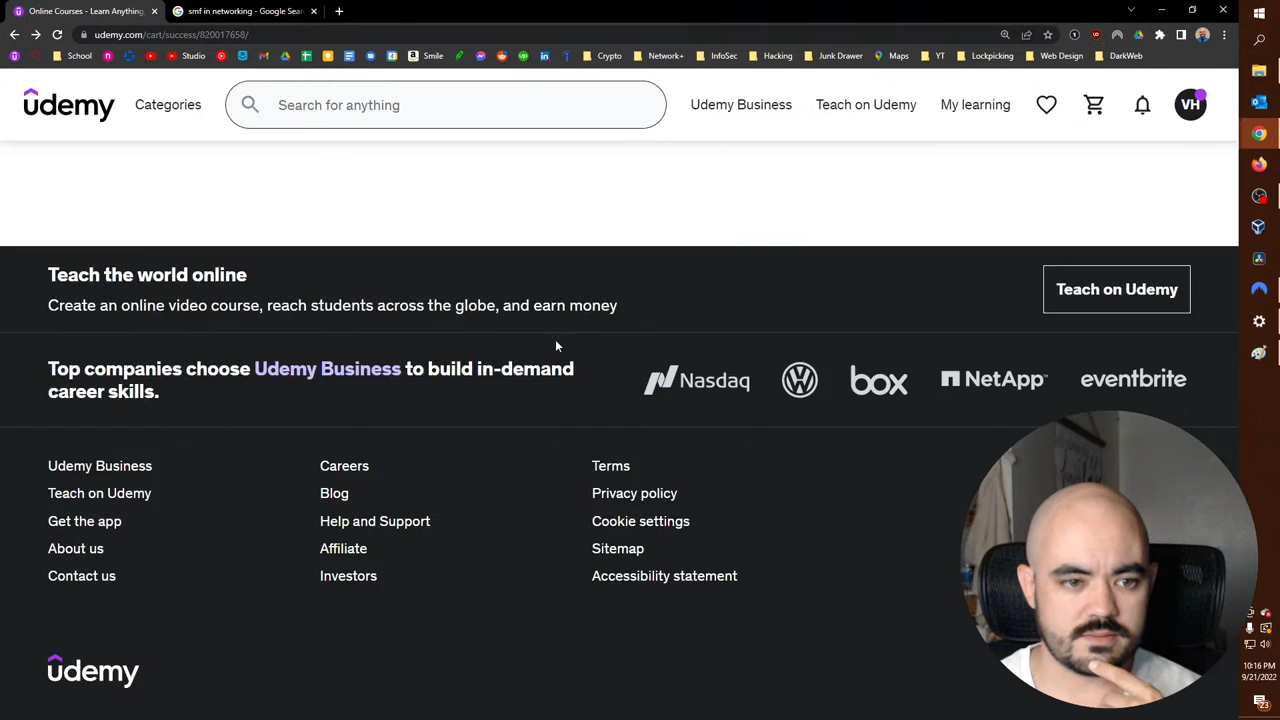 Online Courses - Learn Anything,
smf in networking - Google Sear
udemy.com/cart/success/820017658/
School
Studio
Smile
Crypto
Network+
InfoSec
Hacking
Junk Drawer
Maps
YT
Lockpicking
Web Design
DarkWeb
udemy
Categories
Search for anything
Udemy Business
Teach on Udemy
My learning
VH
Teach the world online
Create an online video course, reach students across the globe, and earn money
Teach on Udemy
Top companies choose Udemy Business to build in-demand
career skills.
Nasdaq
box
NetApp
eventbrite
Udemy Business
Careers
Terms
Teach on Udemy
Blog
Privacy policy
Get the app
Help and Support
Cookie settings
About us
Affiliate
Sitemap
Contact us
Investors
Accessibility statement
udemy
10:16 PM
9/21/2022
23